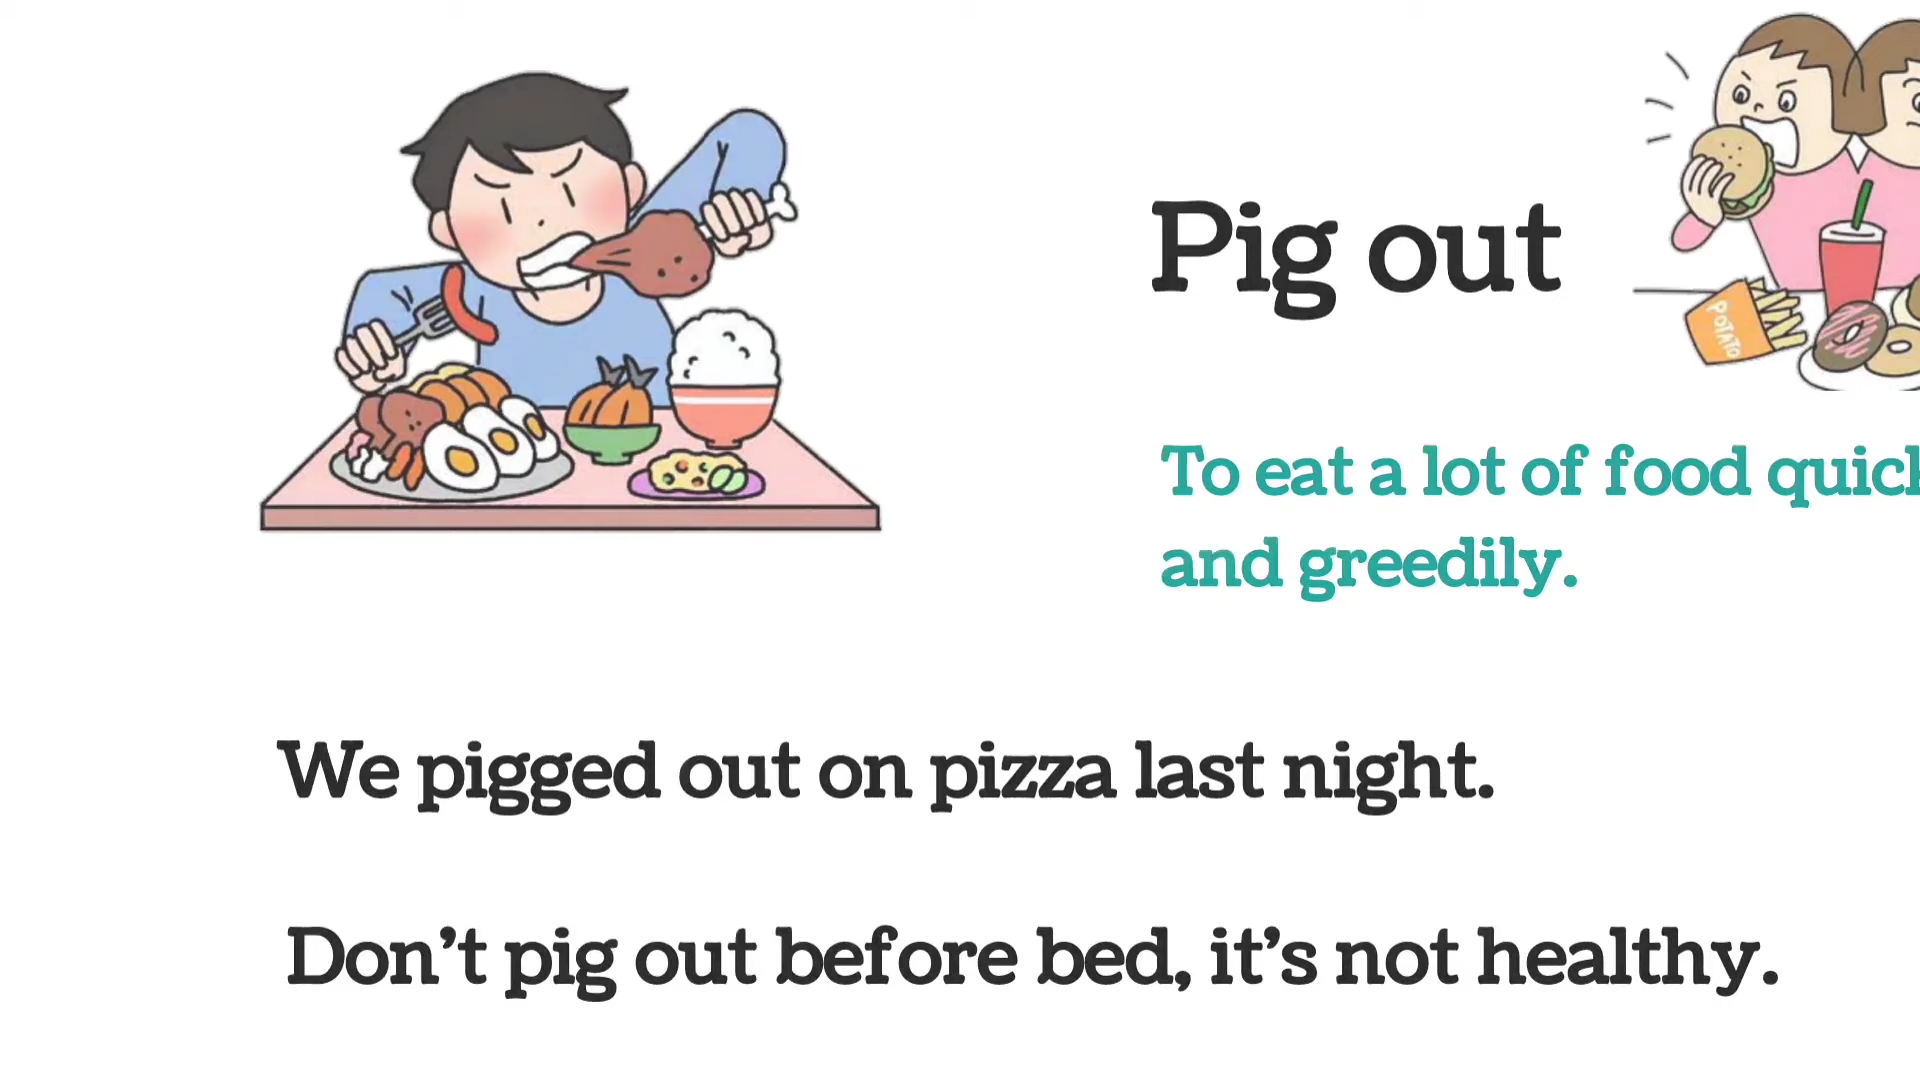 Pig out
POTATO
To eat a lot of food quick
and greedily.
We pigged out on pizza last night.
Don't pig out before bed, it's not healthy.